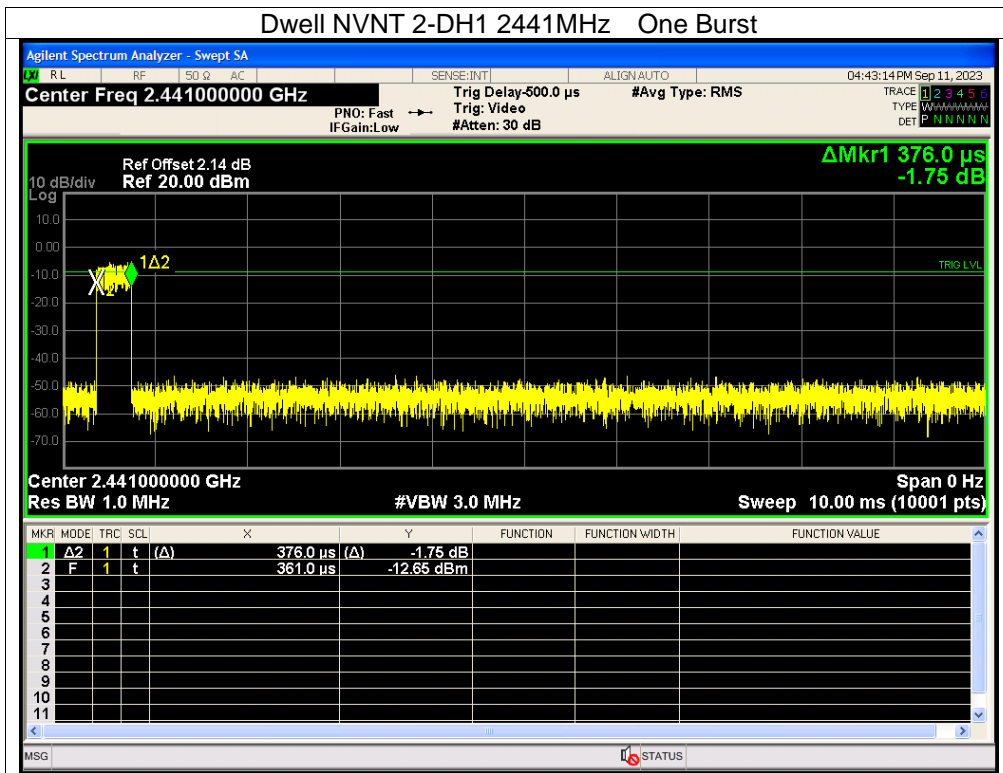 Dwell NVNT 2-DH1 2441MHz One Burst
Agilent Spectrum Analyzer - Swept SA
LXI RL RF 50 Ω AC SENSE:INT ALIGN AUTO 04:43:14 PM Sep 11, 2023
Center Freq 2.441000000 GHz
PNO: Fast
IFGain:Low
Trig Delay-500.0 µs
Trig: Video
#Atten: 30 dB
#Avg Type: RMS
TRACE 1 2 3 4 5 6
TYPE WWWWWW
DET P N N N N N
ΔMkr1 376.0 µs
-1.75 dB
Ref Offset 2.14 dB
10 dB/div Ref 20.00 dBm
Log
10.0
0.00
-10.0
-20.0
-30.0
-40.0
-50.0
-60.0
-70.0
1Δ2
2
TRIG LVL
Center 2.441000000 GHz Span 0 Hz
Res BW 1.0 MHz #VBW 3.0 MHz Sweep 10.00 ms (10001 pts)
MKR MODE TRC SCL X Y FUNCTION FUNCTION WIDTH FUNCTION VALUE
1 Δ2 1 t (Δ) 376.0 µs (Δ) -1.75 dB
2 F 1 t 361.0 µs -12.65 dBm
3
4
5
6
7
8
9
10
11
MSG STATUS